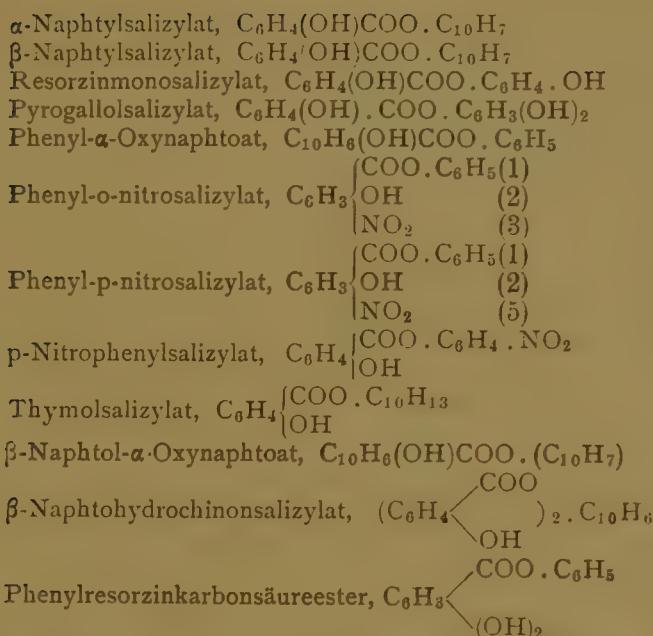 α-Naphtylsalizylat, C₆H₄(OH)COO.C₁₀H₇
β-Naphtylsalizylat, C₆H₄(OH)COO.C₁₀H₇
Resorzinmonosalizylat, C₆H₄(OH)COO.C₆H₄.OH
Pyrogallolsalizylat, C₆H₄(OH).COO.C₆H₃(OH)₂
Phenyl-α-Oxynaphtoat, C₁₀H₆(OH)COO.C₆H₅
COO.C₆H₅(1)
Phenyl-o-nitrosalizylat, C₆H₃ OH (2)
NO₂ (3)
COO.C₆H₅(1)
Phenyl-p-nitrosalizylat, C₆H₃ OH (2)
NO₂ (5)
p-Nitrophenylsalizylat, C₆H₄ COO.C₆H₄.NO₂
OH
Thymolsalizylat, C₆H₄ COO.C₁₀H₁₃
OH
β-Naphtol-α-Oxynaphtoat, C₁₀H₆(OH)COO.(C₁₀H₇)
COO
β-Naphtohydrochinonsalizylat, (C₆H₄ )₂.C₁₀H₆
OH
COO.C₆H₅
Phenylresorzinkarbonsäureester, C₆H₃
(OH)₂